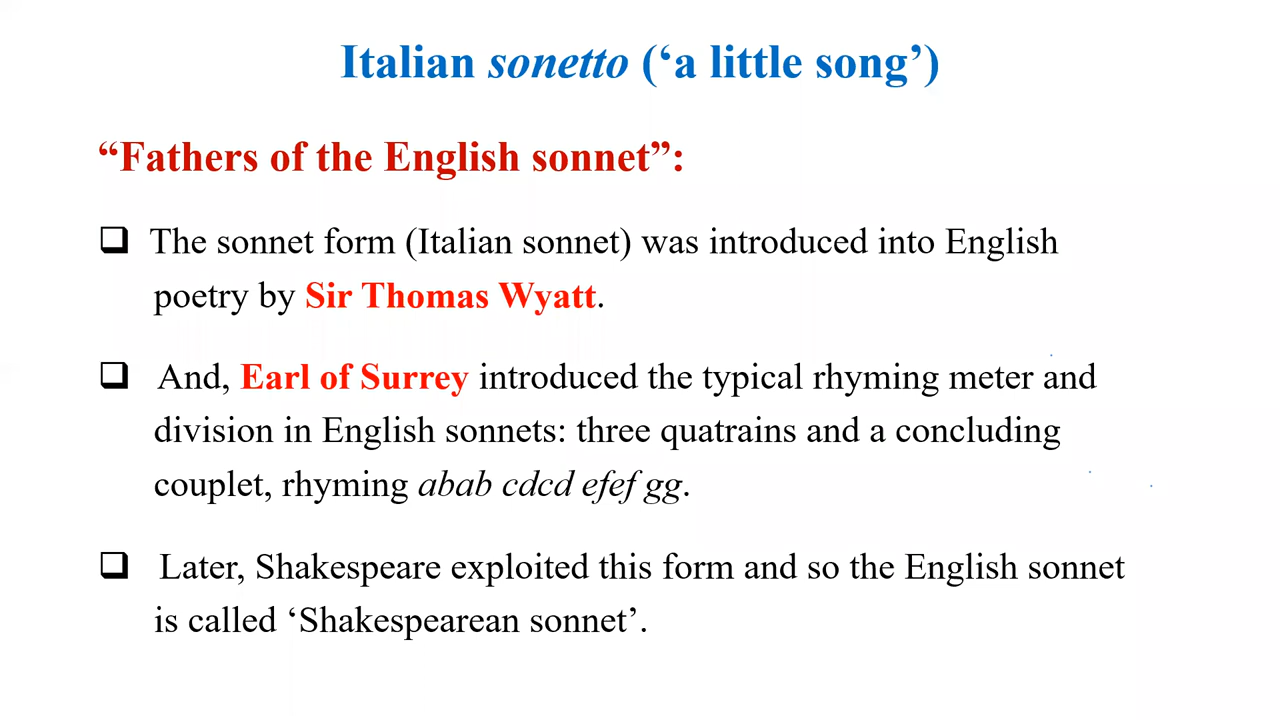 Italian sonetto (‘a little song’)
“Fathers of the English sonnet”:
❑ The sonnet form (Italian sonnet) was introduced into English
poetry by Sir Thomas Wyatt.
❑ And, Earl of Surrey introduced the typical rhyming meter and
division in English sonnets: three quatrains and a concluding
couplet, rhyming abab cdcd efef gg.
❑ Later, Shakespeare exploited this form and so the English sonnet
is called ‘Shakespearean sonnet’.